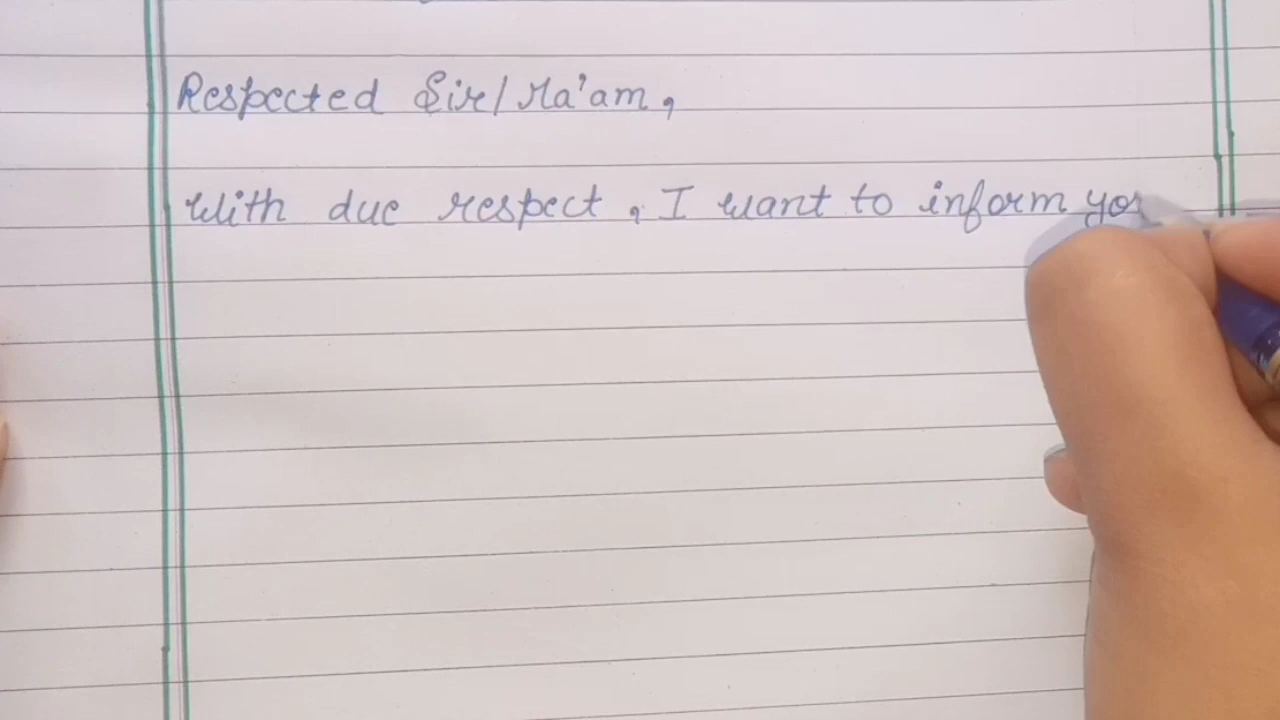 Respected Sir/Ma'am,
With due respect, I want to inform